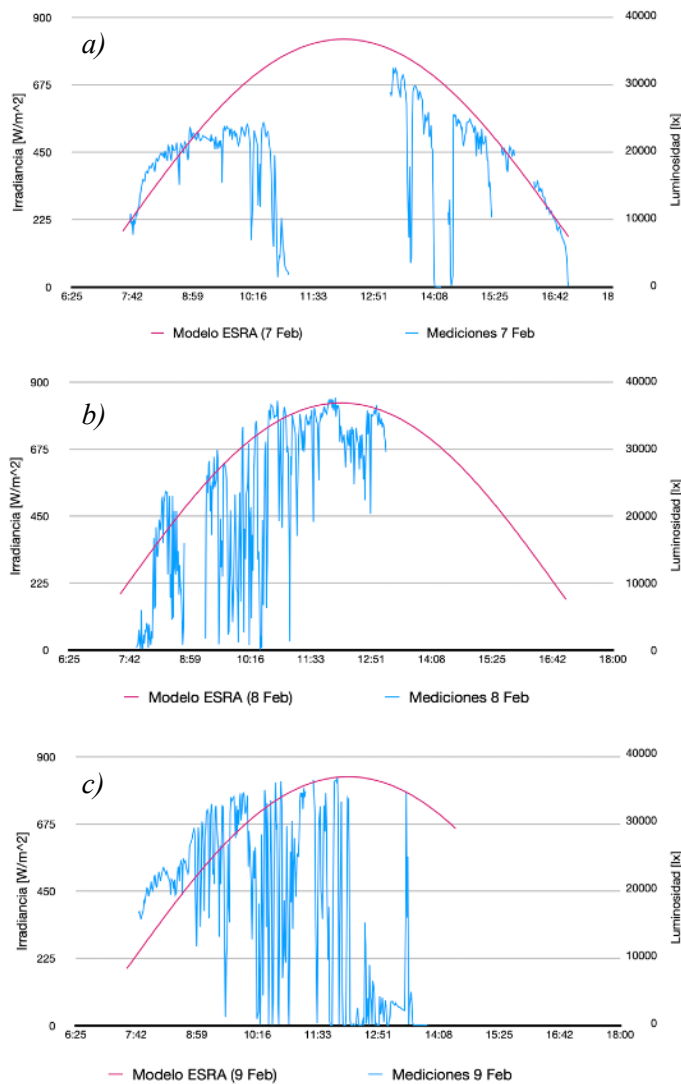 a)
900
675
450
225
0
Irradiancia [W/m^2]
40000
30000
20000
10000
0
Luminosidad [lx]
6:25 7:42 8:59 10:16 11:33 12:51 14:08 15:25 16:42 18
Modelo ESRA (7 Feb) Mediciones 7 Feb
b)
900
675
450
225
0
Irradiancia [W/m^2]
40000
30000
20000
10000
0
Luminosidad [lx]
6:25 7:42 8:59 10:16 11:33 12:51 14:08 15:25 16:42 18:00
Modelo ESRA (8 Feb) Mediciones 8 Feb
c)
900
675
450
225
0
Irradiancia [W/m^2]
40000
30000
20000
10000
0
Luminosidad [lx]
6:25 7:42 8:59 10:16 11:33 12:51 14:08 15:25 16:42 18:00
Modelo ESRA (9 Feb) Mediciones 9 Feb